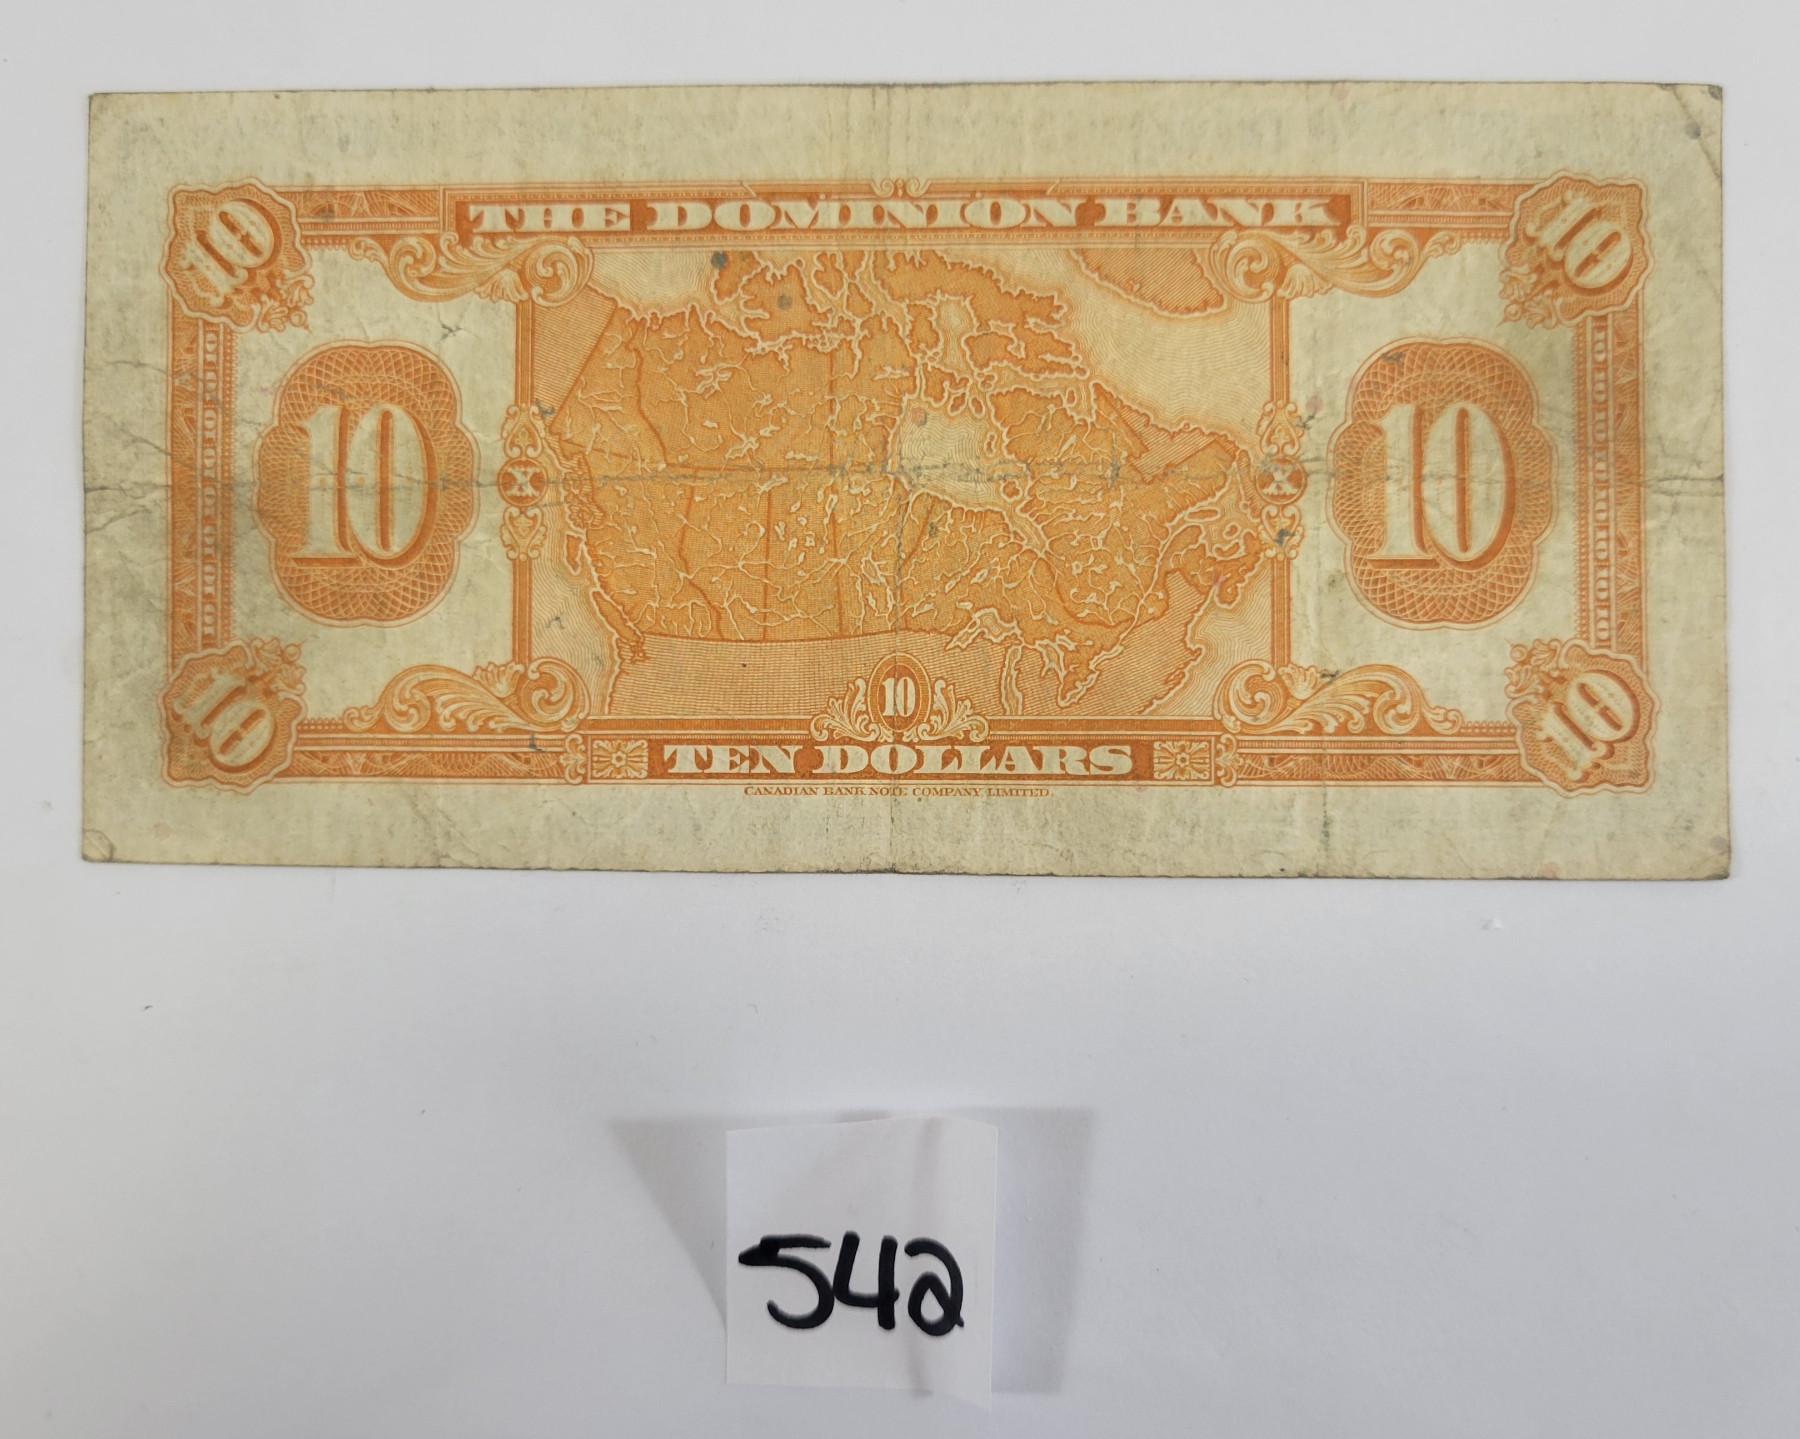 10 THE DOMINION BANK 10
10 10
X X
10 10 10
TEN DOLLARS
CANADIAN BANK NOTE COMPANY, LIMITED.
542